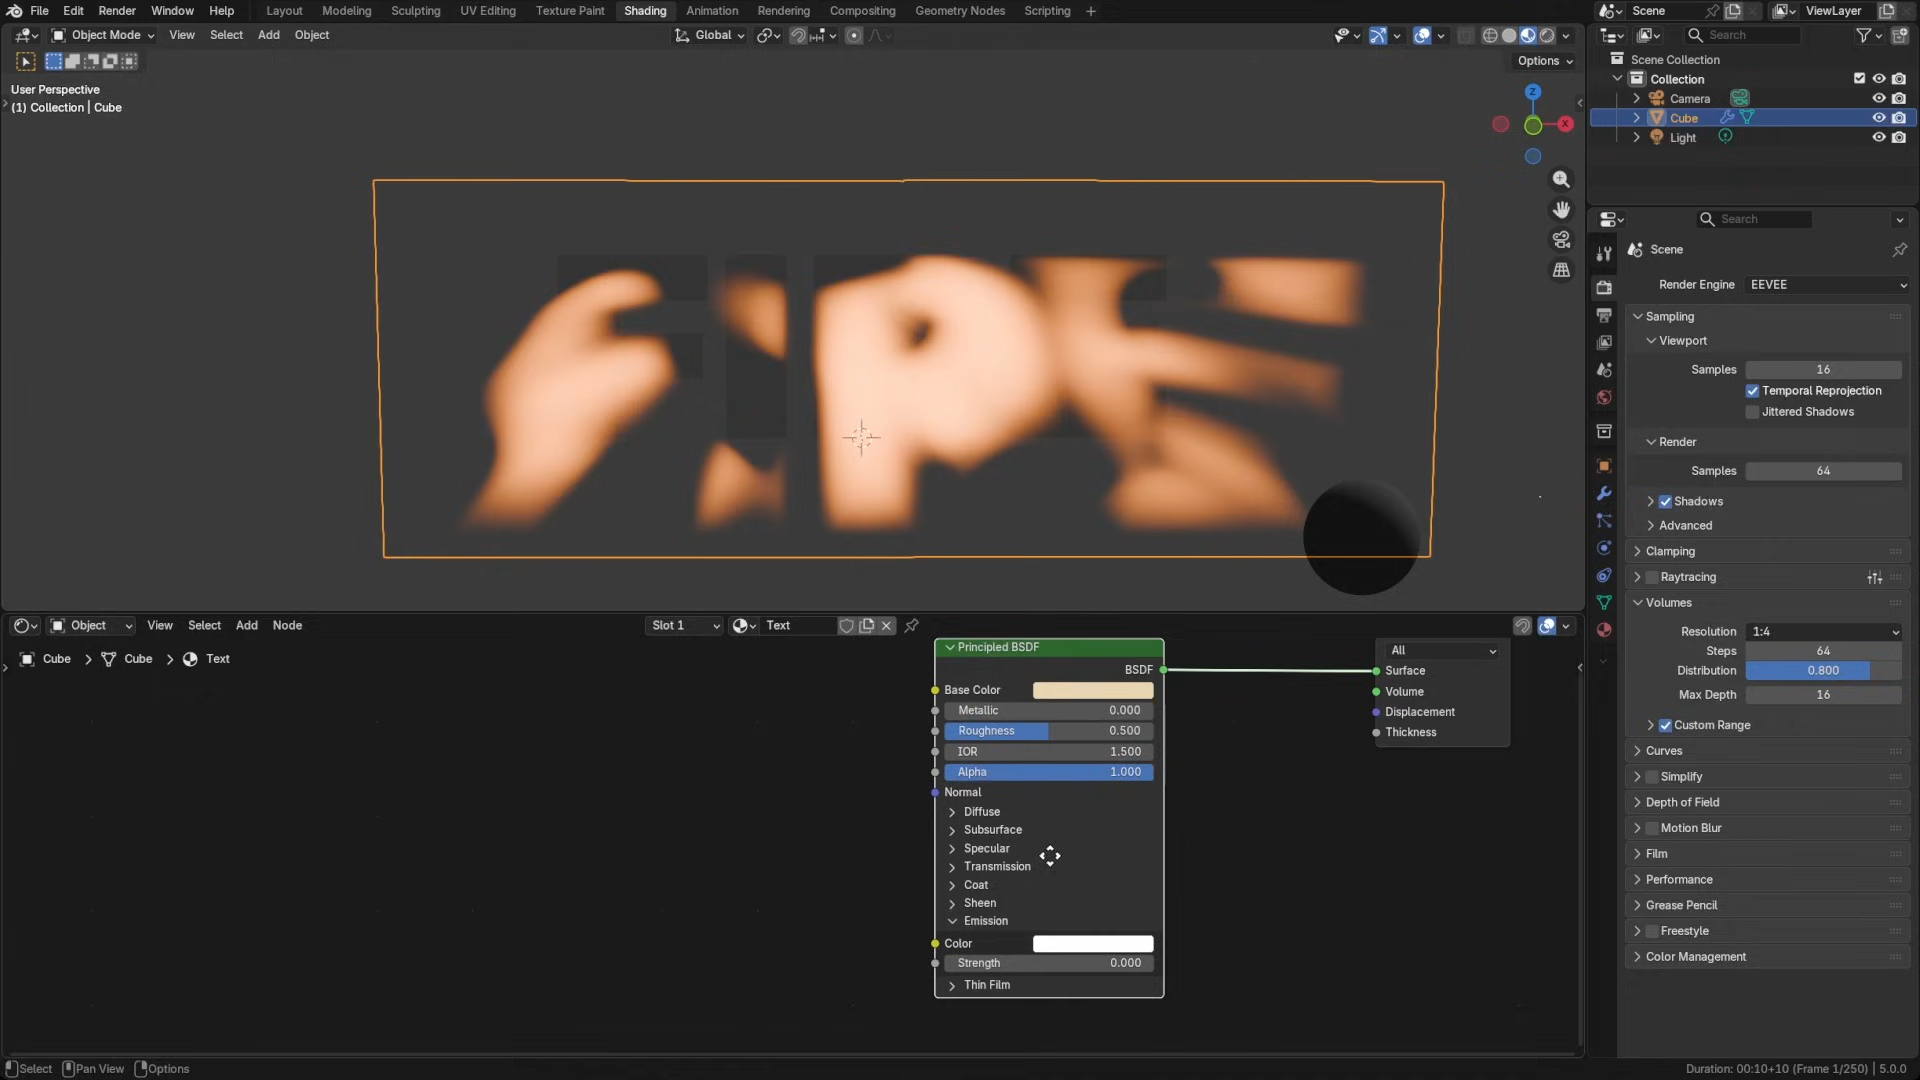 File Edit Render Window Help Layout Modeling Sculpting UV Editing Texture Paint Shading Animation Rendering Compositing Geometry Nodes Scripting + Scene ViewLayer
Object Mode View Select Add Object Global Search
Options
User Perspective
(1) Collection | Cube
Scene Collection
Collection
Camera
Cube
Light
Z
X
Search
Scene
Render Engine EEVEE
Sampling
Viewport
Samples 16
Temporal Reprojection
Jittered Shadows
Render
Samples 64
Shadows
Advanced
Clamping
Raytracing
Volumes
Resolution 1:4
Steps 64
Distribution 0.800
Max Depth 16
Custom Range
Curves
Simplify
Depth of Field
Motion Blur
Film
Performance
Grease Pencil
Freestyle
Color Management
Object View Select Add Node Slot 1 Text
Cube Cube Text
Principled BSDF
BSDF
Base Color
Metallic 0.000
Roughness 0.500
IOR 1.500
Alpha 1.000
Normal
Diffuse
Subsurface
Specular
Transmission
Coat
Sheen
Emission
Color
Strength 0.000
Thin Film
All
Surface
Volume
Displacement
Thickness
Select Pan View Options Duration: 00:10+10 (Frame 1/250) | 5.0.0